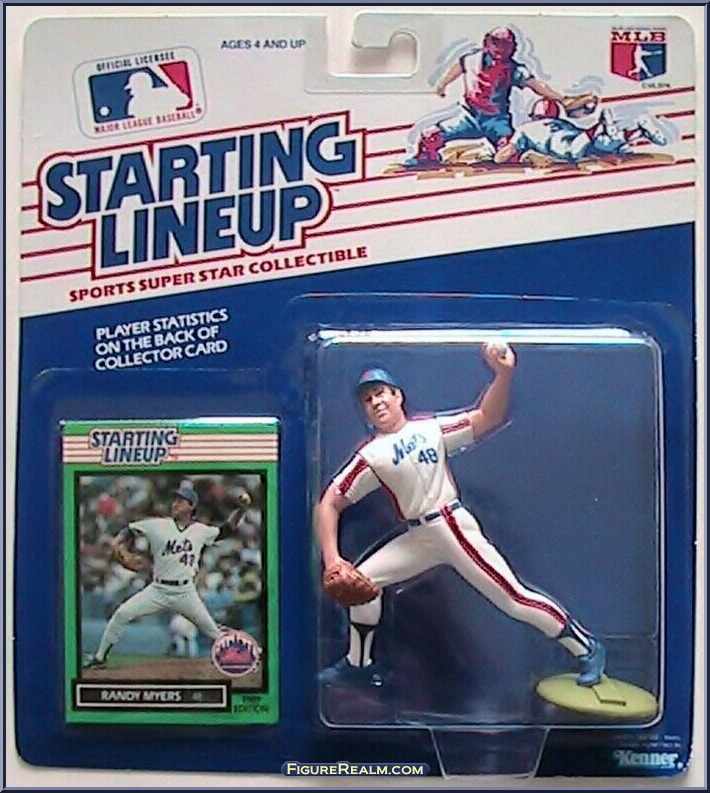 OFFICIAL LICENSEE
MAJOR LEAGUE BASEBALL®
AGES 4 AND UP
MLB
STARTING
LINEUP
SPORTS SUPER STAR COLLECTIBLE
PLAYER STATISTICS
ON THE BACK OF
COLLECTOR CARD
STARTING
LINEUP
Mets
48
RANDY MYERS
1989
EDITION
Mets
48
Kenner
FIGUREREALM.COM